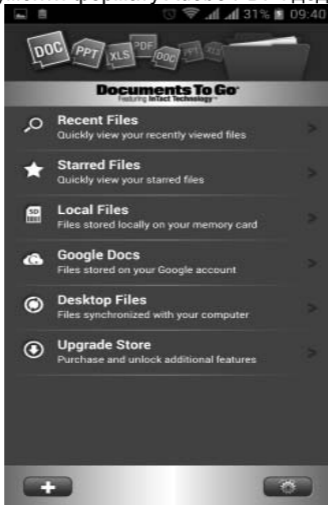 31% 09:40
DOC PPT XLS PDF DOC PPT XLS
Documents To Go
Featuring InTact Technology™
Recent Files
Quickly view your recently viewed files
Starred Files
Quickly view your starred files
SD
Local Files
Files stored locally on your memory card
Google Docs
Files stored on your Google account
Desktop Files
Files synchronized with your computer
Upgrade Store
Purchase and unlock additional features